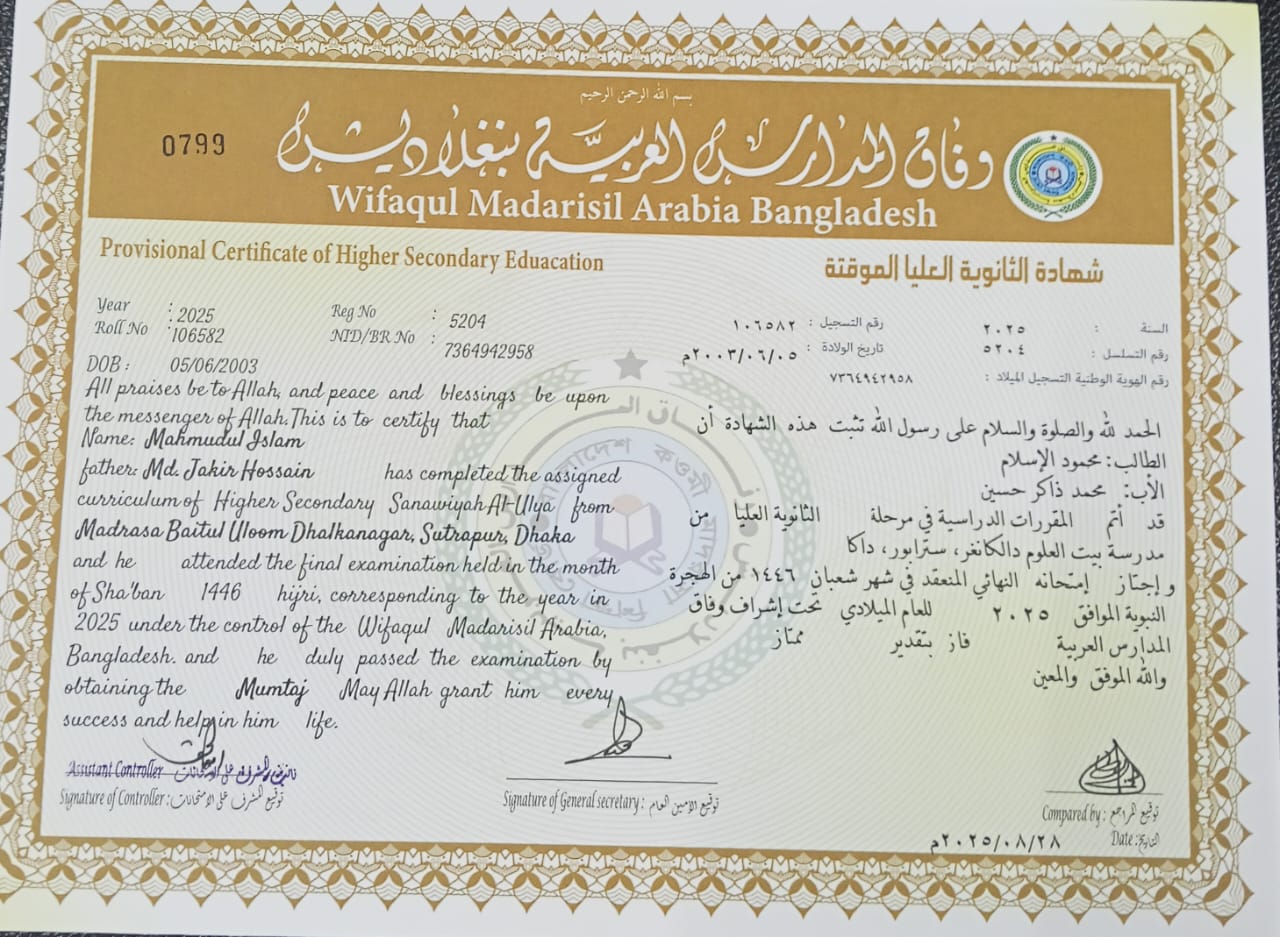 بسم الله الرحمن الرحيم
0799
وفاق المدارس العربية بنغلاديش
Wifaqul Madarisil Arabia Bangladesh
Provisional Certificate of Higher Secondary Eduacation
Year : 2025
Reg No : 5204
Roll No : 106582
NID/BR No : 7364942958
DOB : 05/06/2003
All praises be to Allah, and peace and blessings be upon
the messenger of Allah.This is to certify that
Name: Mahmudul Islam
father: Md. Jakir Hossain has completed the assigned
curriculum of Higher Secondary Sanawiyah Al-Ulya from
Madrasa Baitul Uloom Dhalkanagar, Sutrapur, Dhaka
and he attended the final examination held in the month
of Sha'ban 1446 hijri, corresponding to the year in
2025 under the control of the Wifaqul Madarisil Arabia,
Bangladesh. and he duly passed the examination by
obtaining the Mumtaj May Allah grant him every
success and help in him life.
شهادة الثانوية العليا الموقتة
السنة : ٢٠٢٥
رقم التسجيل : ١٠٦٥٨٢
رقم التسلسل : ٥٢٠٤
تاريخ الولادة : ٢٠٠٣/٠٦/٠٥م
رقم الهوية الوطنية التسجيل الميلاد : ٧٣٦٤٩٤٢٩٥٨
الحمد لله والصلوة والسلام على رسول الله تثبت هذه الشهادة أن
الطالب: محمود الإسلام
الأب: محمد ذاكر حسين
قد أتم المقررات الدراسية في مرحلة الثانوية العليا من
مدرسة بيت العلوم دالكانغر، سترابور، داكا
و إجتاز إمتحانه النهائي المنعقد في شهر شعبان ١٤٤٦ من الهجرة
النبوية الموافق ٢٠٢٥ للعام الميلادي تحت إشراف وفاق
المدارس العربية فاز بتقدير ممتاز
والله الموفق والمعين
Assistant Controller
Signature of Controller : توقيع المشرف على الامتحانات
Signature of General secretary : توقيع الأمين العام
Compared by : توقيع المراجع
Date : التاريخ
٢٠٢٥/٠٨/٢٨م